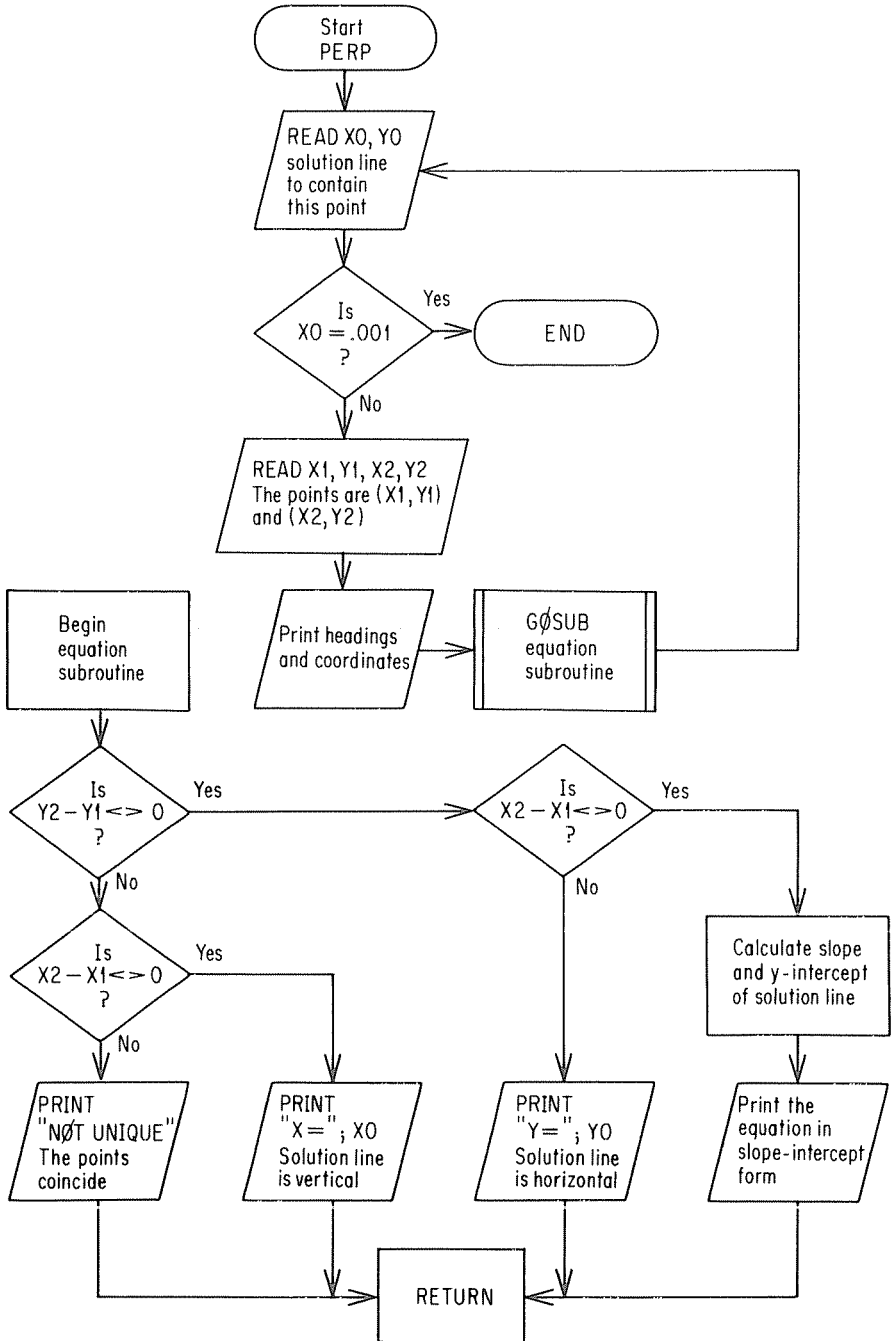 Start
PERP
READ X0, Y0
solution line
to contain
this point
Is
X0 = .001
?
Yes
END
No
READ X1, Y1, X2, Y2
The points are (X1, Y1)
and (X2, Y2)
Print headings
and coordinates
GØSUB
equation
subroutine
Begin
equation
subroutine
Is
Y2 – Y1 <> 0
?
Yes
No
Is
X2 – X1 <> 0
?
Yes
No
Is
X2 – X1 <> 0
?
Yes
No
Calculate slope
and y-intercept
of solution line
PRINT
"NØT UNIQUE"
The points
coincide
PRINT
"X="; X0
Solution line
is vertical
PRINT
"Y="; Y0
Solution line
is horizontal
Print the
equation in
slope-intercept
form
RETURN